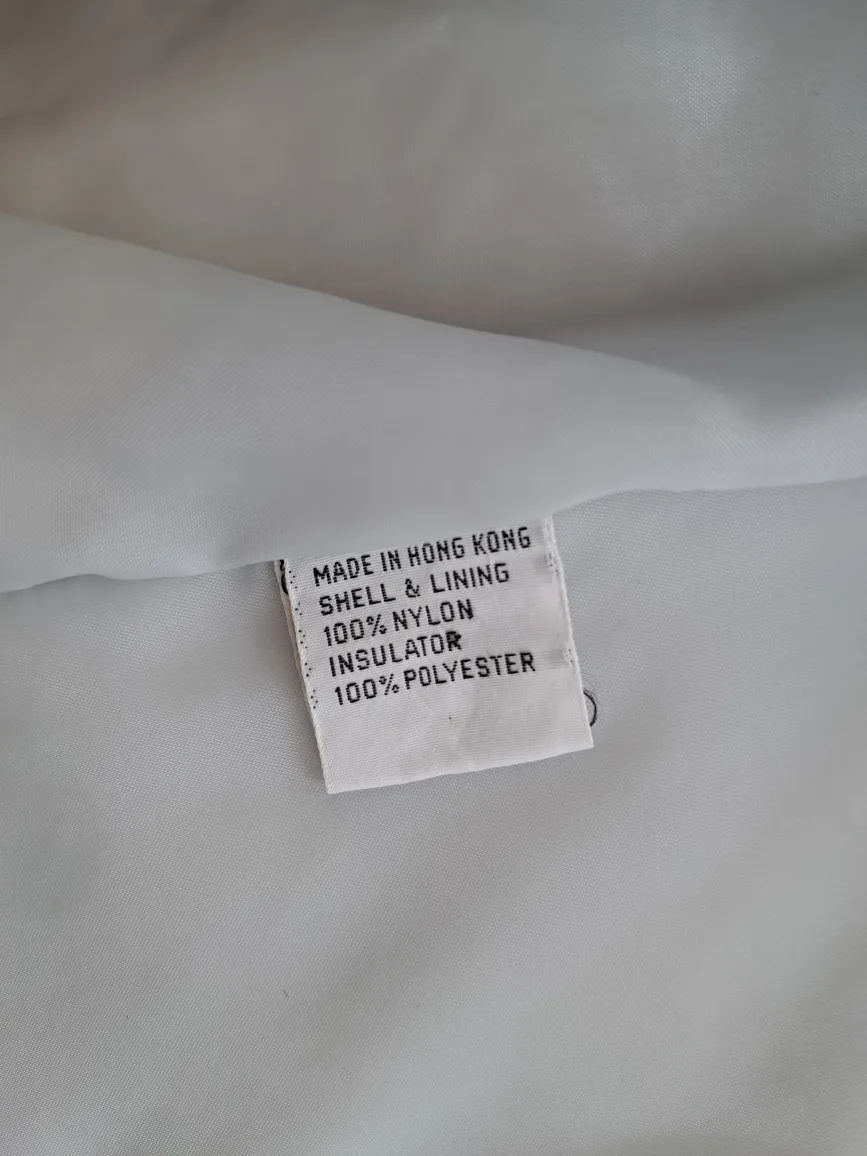 MADE IN HONG KONG
SHELL & LINING
100% NYLON
INSULATOR
100% POLYESTER